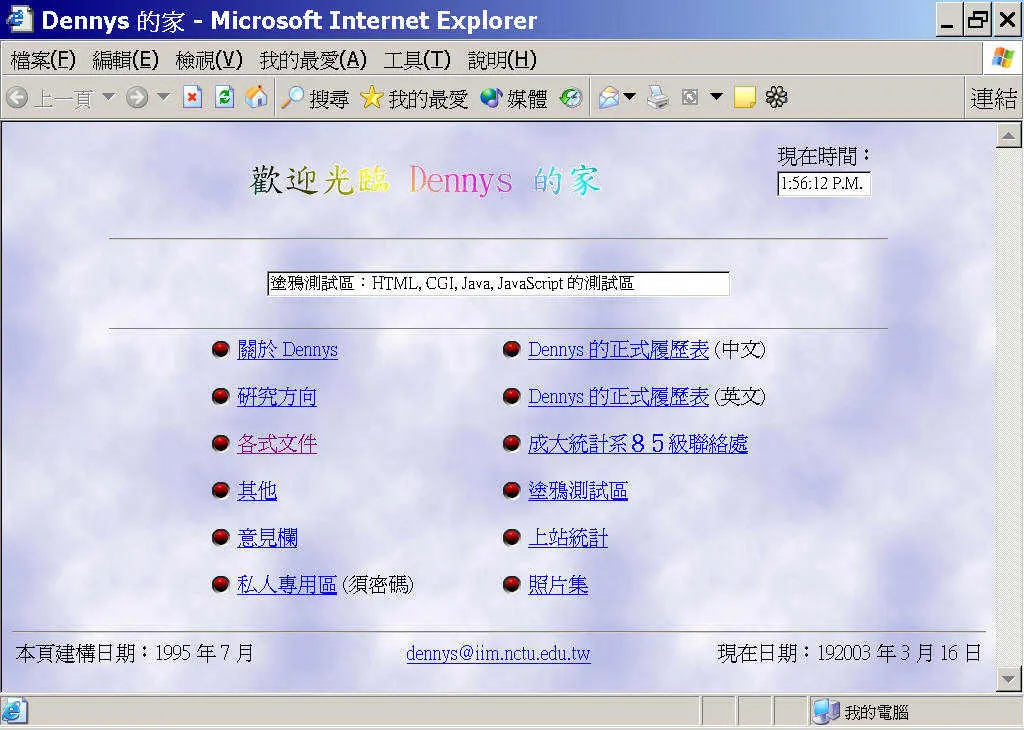 Dennys 的家 - Microsoft Internet Explorer
檔案(F) 編輯(E) 檢視(V) 我的最愛(A) 工具(T) 說明(H)
上一頁 搜尋 我的最愛 媒體 連結
現在時間：
歡迎光臨 Dennys 的家
1:56:12 P.M.
塗鴉測試區：HTML, CGI, Java, JavaScript 的測試區
關於 Dennys Dennys 的正式履歷表 (中文)
研究方向 Dennys 的正式履歷表 (英文)
各式文件 成大統計系８５級聯絡處
其他 塗鴉測試區
意見欄 上站統計
私人專用區 (須密碼) 照片集
本頁建構日期：1995 年 7 月 dennys@iim.nctu.edu.tw 現在日期：192003 年 3 月 16 日
我的電腦